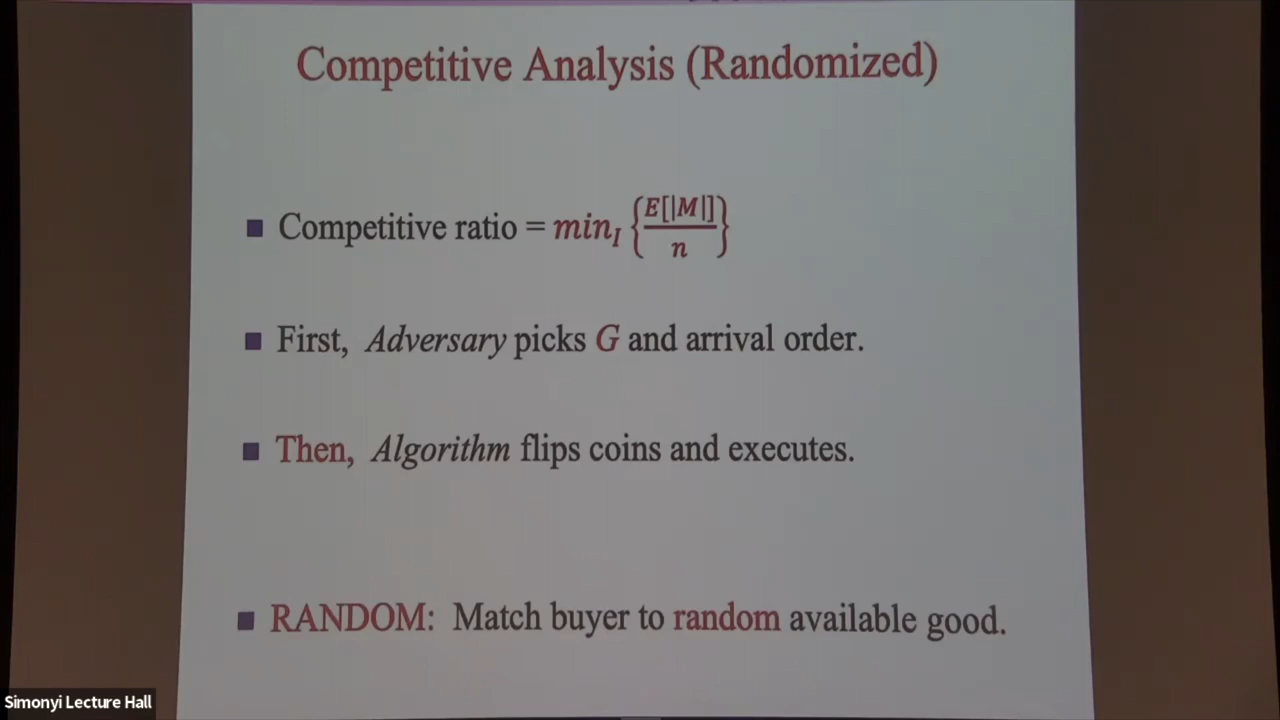 Competitive Analysis (Randomized)
■ Competitive ratio = min_I {E[|M|]/n}
■ First, Adversary picks G and arrival order.
■ Then, Algorithm flips coins and executes.
■ RANDOM: Match buyer to random available good.
Simonyi Lecture Hall